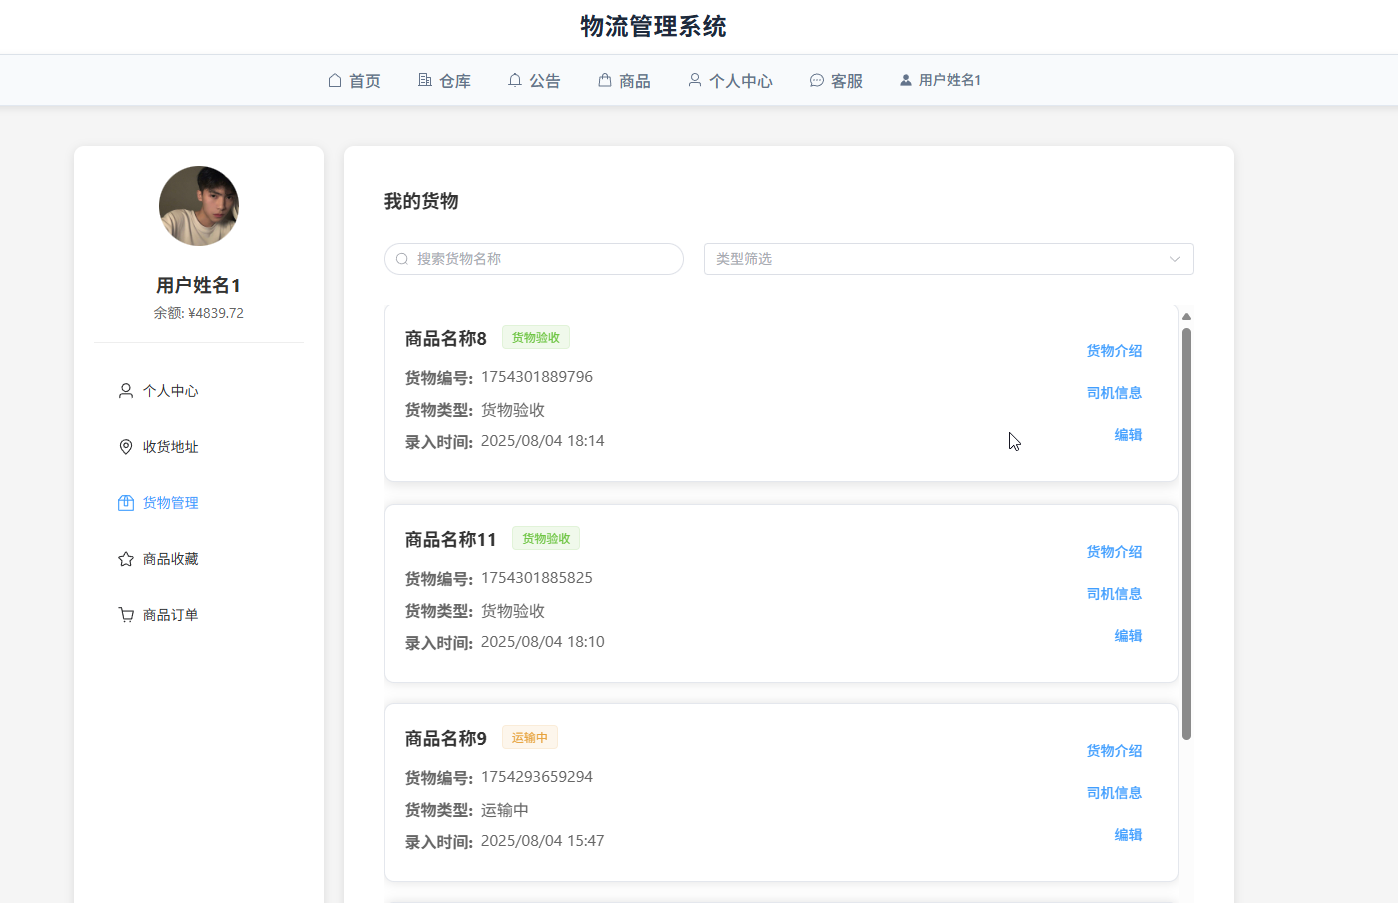 物流管理系统
首页 仓库 公告 商品 个人中心 客服 用户姓名1
用户姓名1
余额: ¥4839.72
个人中心
收货地址
货物管理
商品收藏
商品订单
我的货物
搜索货物名称 类型筛选
商品名称8 货物验收
货物编号: 1754301889796
货物类型: 货物验收
录入时间: 2025/08/04 18:14
货物介绍
司机信息
编辑
商品名称11 货物验收
货物编号: 1754301885825
货物类型: 货物验收
录入时间: 2025/08/04 18:10
货物介绍
司机信息
编辑
商品名称9 运输中
货物编号: 1754293659294
货物类型: 运输中
录入时间: 2025/08/04 15:47
货物介绍
司机信息
编辑